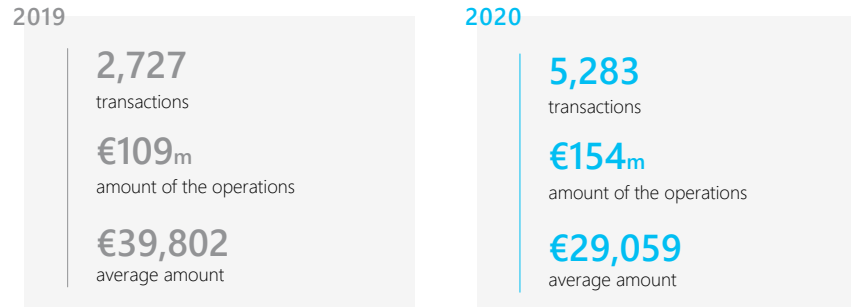 2019
2,727
transactions
€109m
amount of the operations
€39,802
average amount
2020
5,283
transactions
€154m
amount of the operations
€29,059
average amount